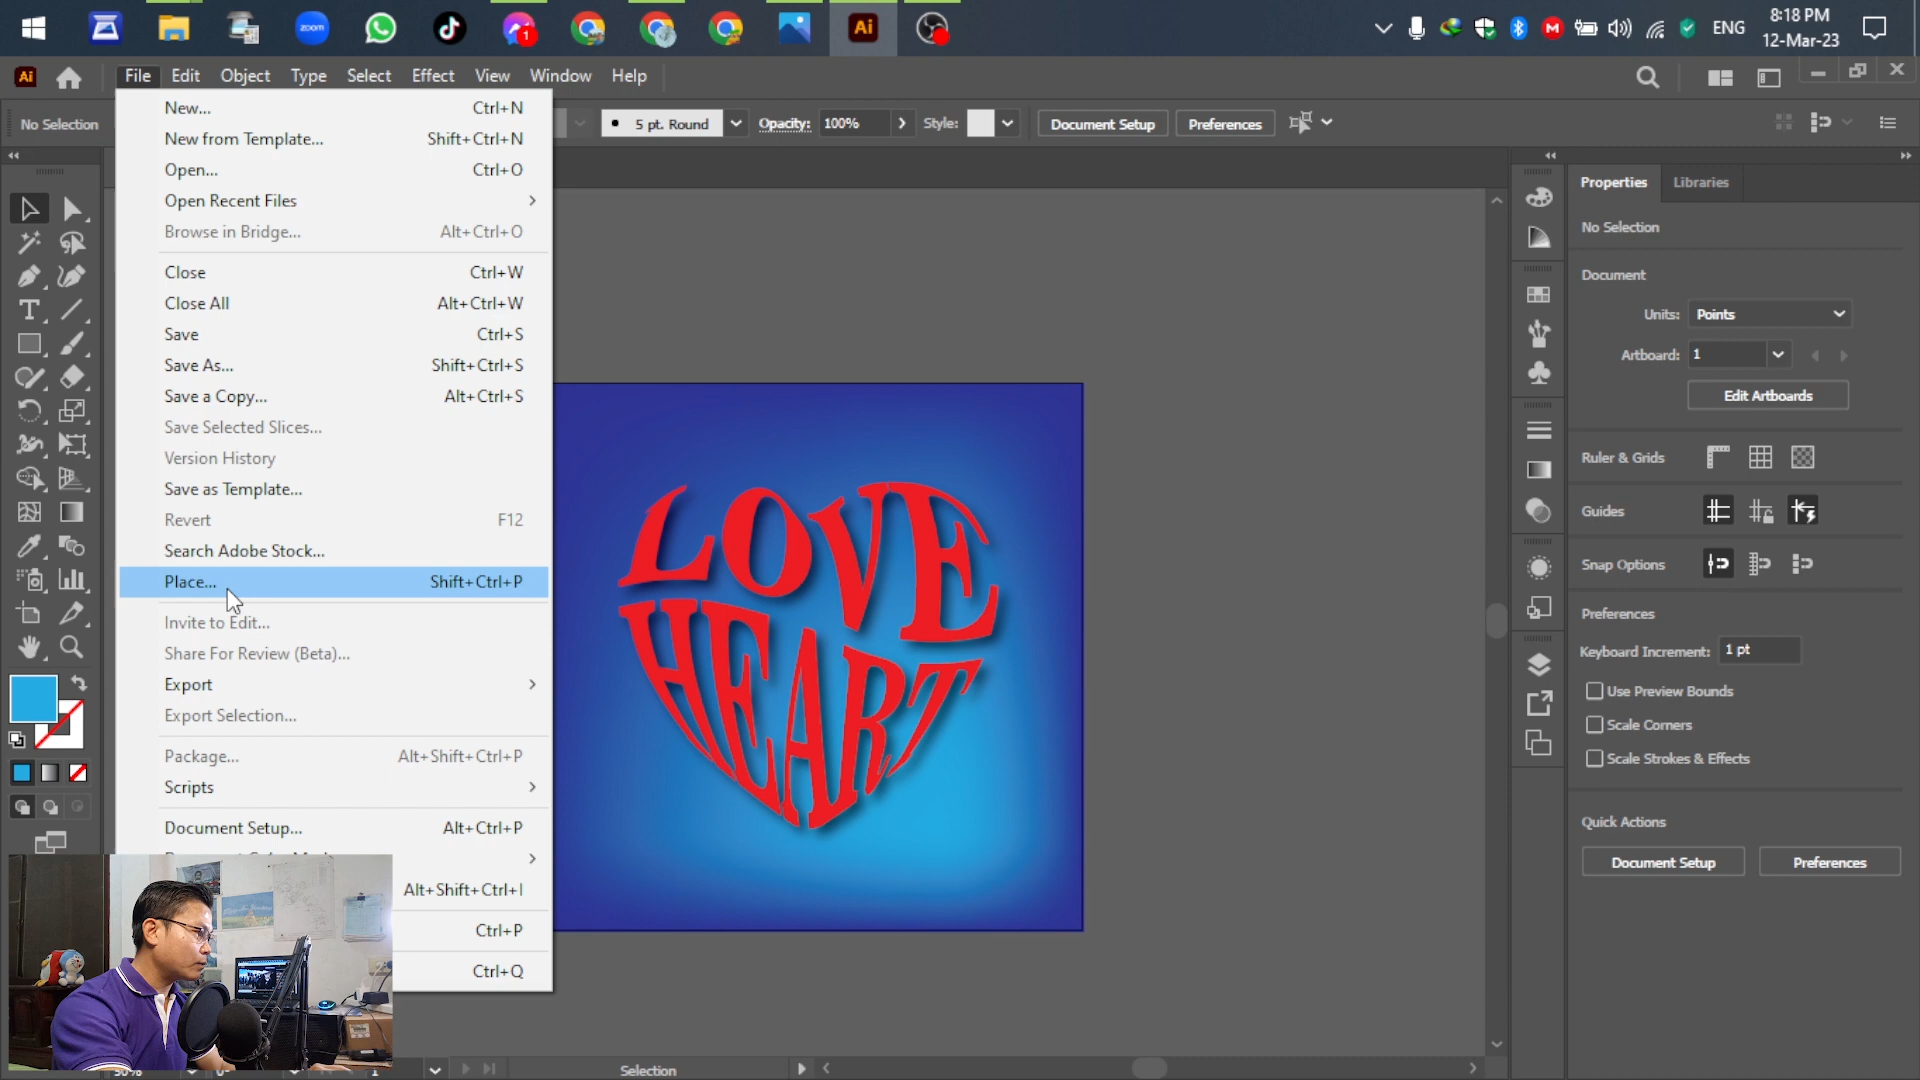 zoom
1
Ai
M
ENG
8:18 PM
12-Mar-23
Ai
File Edit Object Type Select Effect View Window Help
No Selection
5 pt. Round
Opacity:
100%
Style:
Document Setup
Preferences
New... Ctrl+N
New from Template... Shift+Ctrl+N
Open... Ctrl+O
Open Recent Files
Browse in Bridge... Alt+Ctrl+O
Close Ctrl+W
Close All Alt+Ctrl+W
Save Ctrl+S
Save As... Shift+Ctrl+S
Save a Copy... Alt+Ctrl+S
Save Selected Slices...
Version History
Save as Template...
Revert F12
Search Adobe Stock...
Place... Shift+Ctrl+P
Invite to Edit...
Share For Review (Beta)...
Export
Export Selection...
Package... Alt+Shift+Ctrl+P
Scripts
Document Setup... Alt+Ctrl+P
Alt+Shift+Ctrl+I
Ctrl+P
Ctrl+Q
LOVE
HEART
Properties Libraries
No Selection
Document
Units: Points
Artboard: 1
Edit Artboards
Ruler & Grids
Guides
Snap Options
Preferences
Keyboard Increment: 1 pt
Use Preview Bounds
Scale Corners
Scale Strokes & Effects
Quick Actions
Document Setup Preferences
Selection